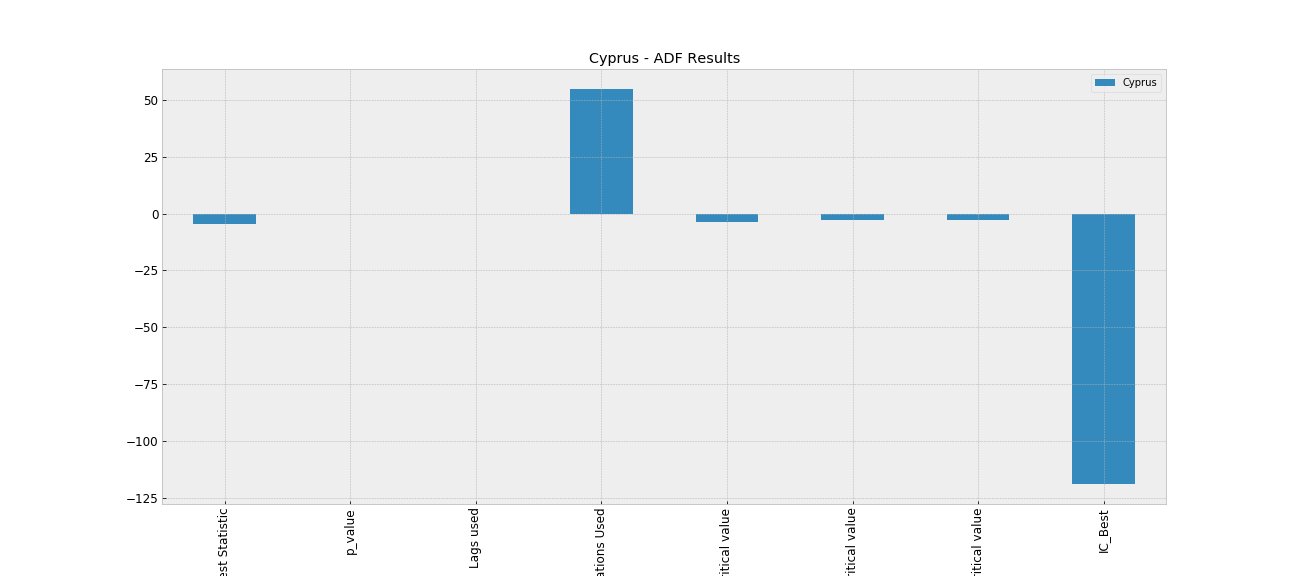 Cyprus - ADF Results
Cyprus
50
25
0
−25
−50
−75
−100
−125
est Statistic
p_value
Lags used
ations Used
ritical value
ritical value
ritical value
IC_Best